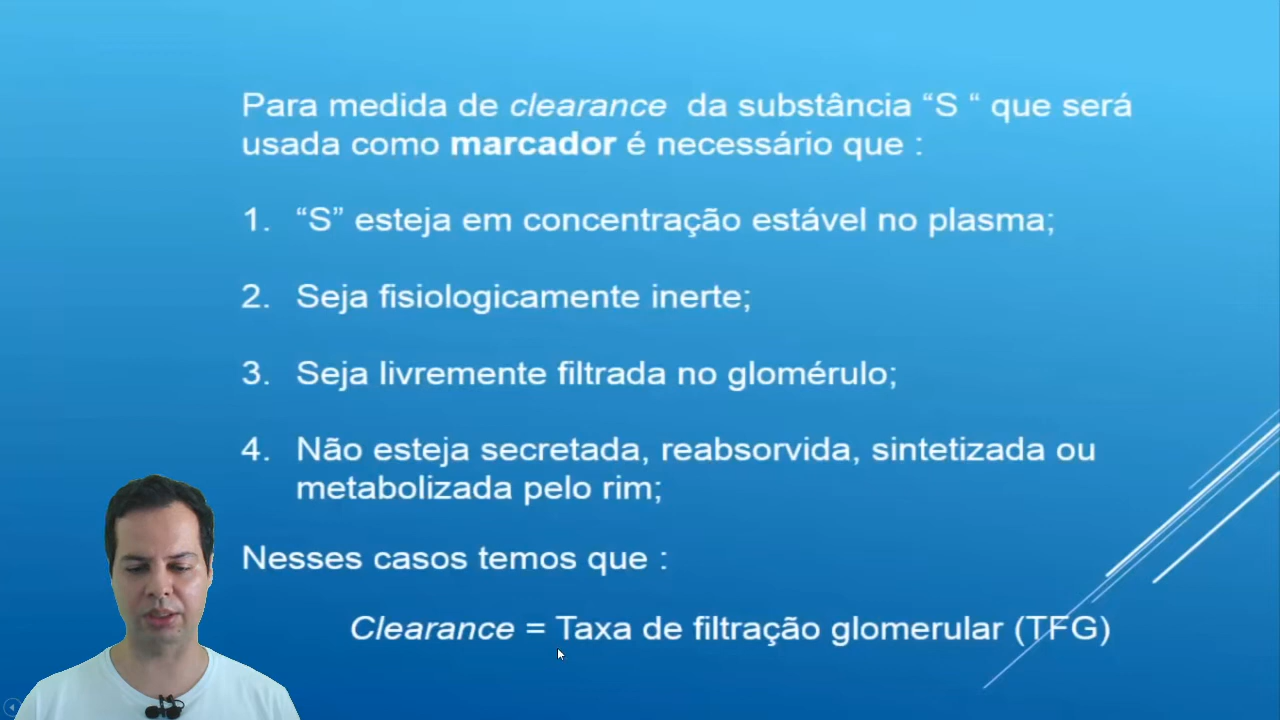 Para medida de clearance da substância “S “ que será
usada como marcador é necessário que :
1. “S” esteja em concentração estável no plasma;
2. Seja fisiologicamente inerte;
3. Seja livremente filtrada no glomérulo;
4. Não esteja secretada, reabsorvida, sintetizada ou
metabolizada pelo rim;
Nesses casos temos que :
Clearance = Taxa de filtração glomerular (TFG)